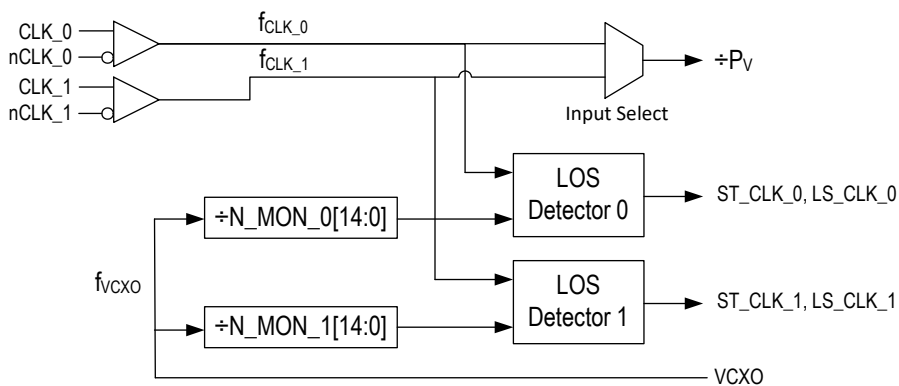 CLK_0
nCLK_0
CLK_1
nCLK_1
fCLK_0
fCLK_1
÷PV
Input Select
LOS
Detector 0
ST_CLK_0, LS_CLK_0
÷N_MON_0[14:0]
fVCXO
LOS
Detector 1
ST_CLK_1, LS_CLK_1
÷N_MON_1[14:0]
VCXO